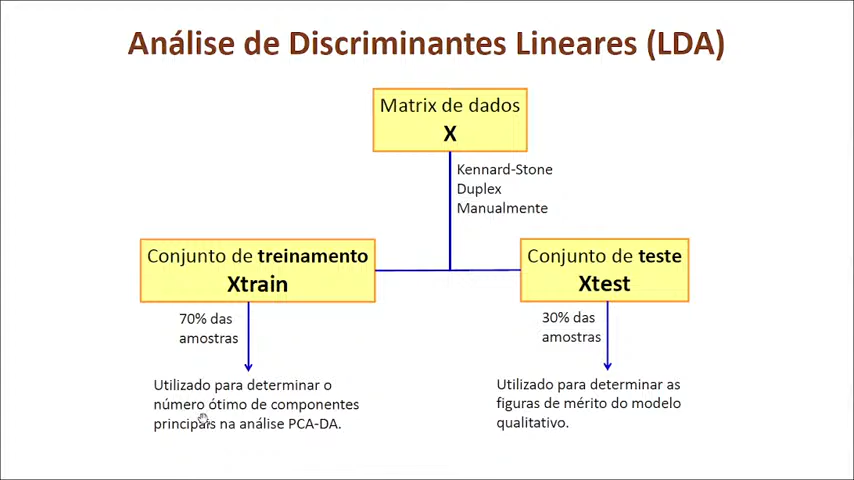 Análise de Discriminantes Lineares (LDA)
Matrix de dados
X
Kennard-Stone
Duplex
Manualmente
Conjunto de treinamento
Xtrain
Conjunto de teste
Xtest
70% das
amostras
30% das
amostras
Utilizado para determinar o
número ótimo de componentes
principais na análise PCA-DA.
Utilizado para determinar as
figuras de mérito do modelo
qualitativo.